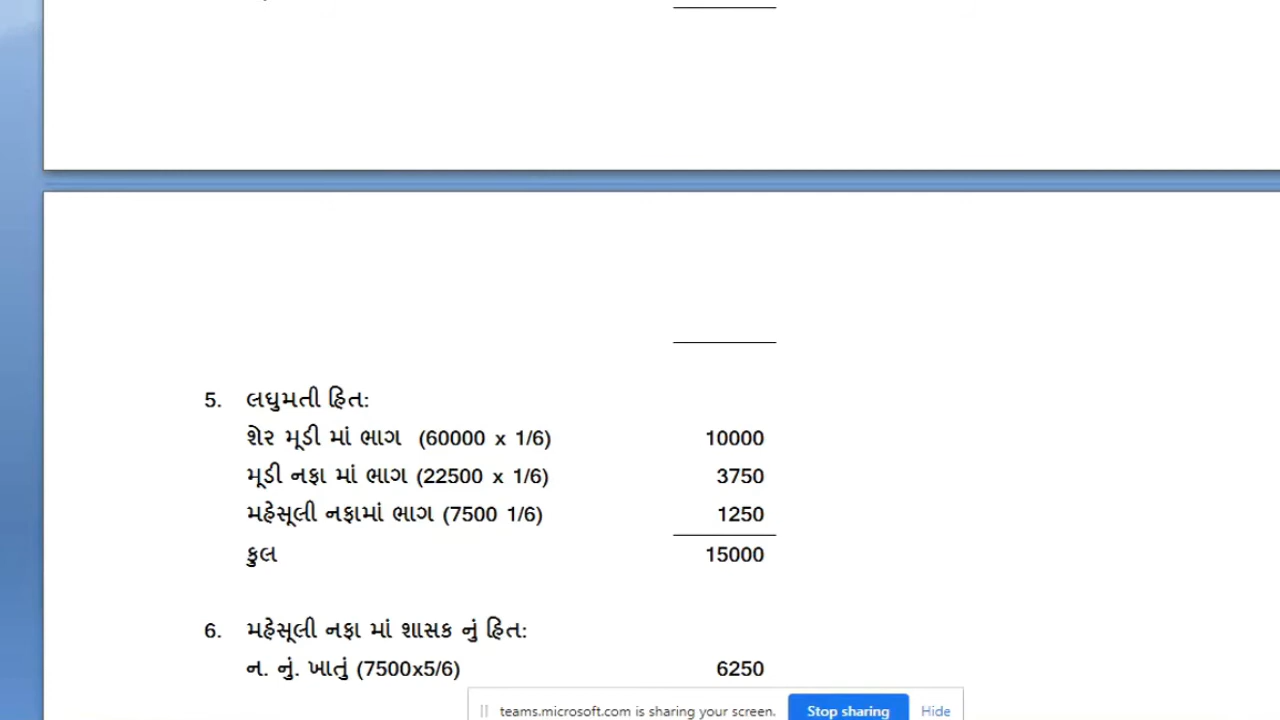 5. લઘુમતી હિત:
શેર મૂડી માં ભાગ (60000 x 1/6) 10000
મૂડી નફા માં ભાગ (22500 x 1/6) 3750
મહેસૂલી નફામાં ભાગ (7500 1/6) 1250
કુલ 15000
6. મહેસૂલી નફા માં શાસક નું હિત:
ન. નું. ખાતું (7500x5/6) 6250
teams.microsoft.com is sharing your screen. Stop sharing Hide